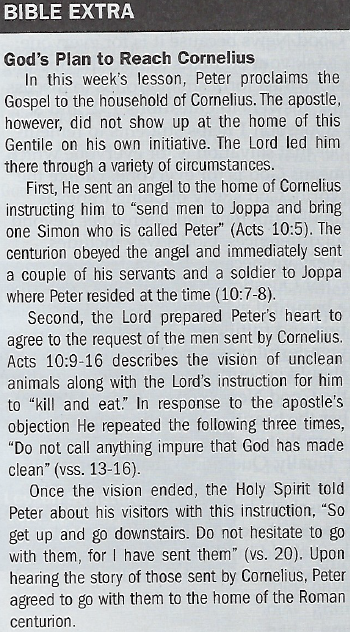 BIBLE EXTRA
God's Plan to Reach Cornelius
In this week's lesson, Peter proclaims the
Gospel to the household of Cornelius. The apostle,
however, did not show up at the home of this
Gentile on his own initiative. The Lord led him
there through a variety of circumstances.
First, He sent an angel to the home of Cornelius
instructing him to “send men to Joppa and bring
one Simon who is called Peter” (Acts 10:5). The
centurion obeyed the angel and immediately sent
a couple of his servants and a soldier to Joppa
where Peter resided at the time (10:7-8).
Second, the Lord prepared Peter's heart to
agree to the request of the men sent by Cornelius.
Acts 10:9-16 describes the vision of unclean
animals along with the Lord's instruction for him
to “kill and eat.” In response to the apostle's
objection He repeated the following three times,
“Do not call anything impure that God has made
clean” (vss. 13-16).
Once the vision ended, the Holy Spirit told
Peter about his visitors with this instruction, “So
get up and go downstairs. Do not hesitate to go
with them, for I have sent them” (vs. 20). Upon
hearing the story of those sent by Cornelius, Peter
agreed to go with them to the home of the Roman
centurion.